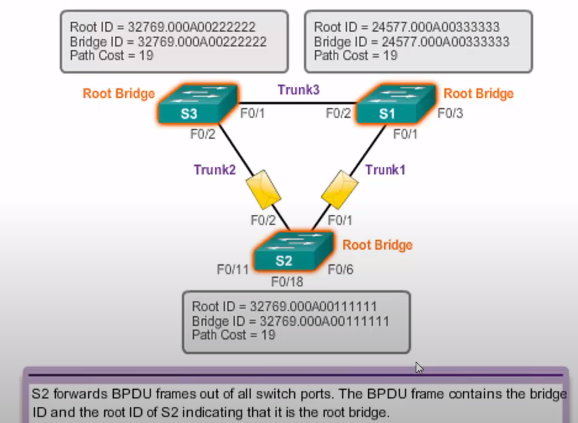 Root ID = 32769.000A00222222
Bridge ID = 32769.000A00222222
Path Cost = 19
Root ID = 24577.000A00333333
Bridge ID = 24577.000A00333333
Path Cost = 19
Root Bridge
Trunk3
Root Bridge
S3
F0/1
F0/2
S1
F0/3
F0/2
F0/1
Trunk2
Trunk1
F0/2
F0/1
Root Bridge
S2
F0/11
F0/6
F0/18
Root ID = 32769.000A00111111
Bridge ID = 32769.000A00111111
Path Cost = 19
S2 forwards BPDU frames out of all switch ports. The BPDU frame contains the bridge
ID and the root ID of S2 indicating that it is the root bridge.